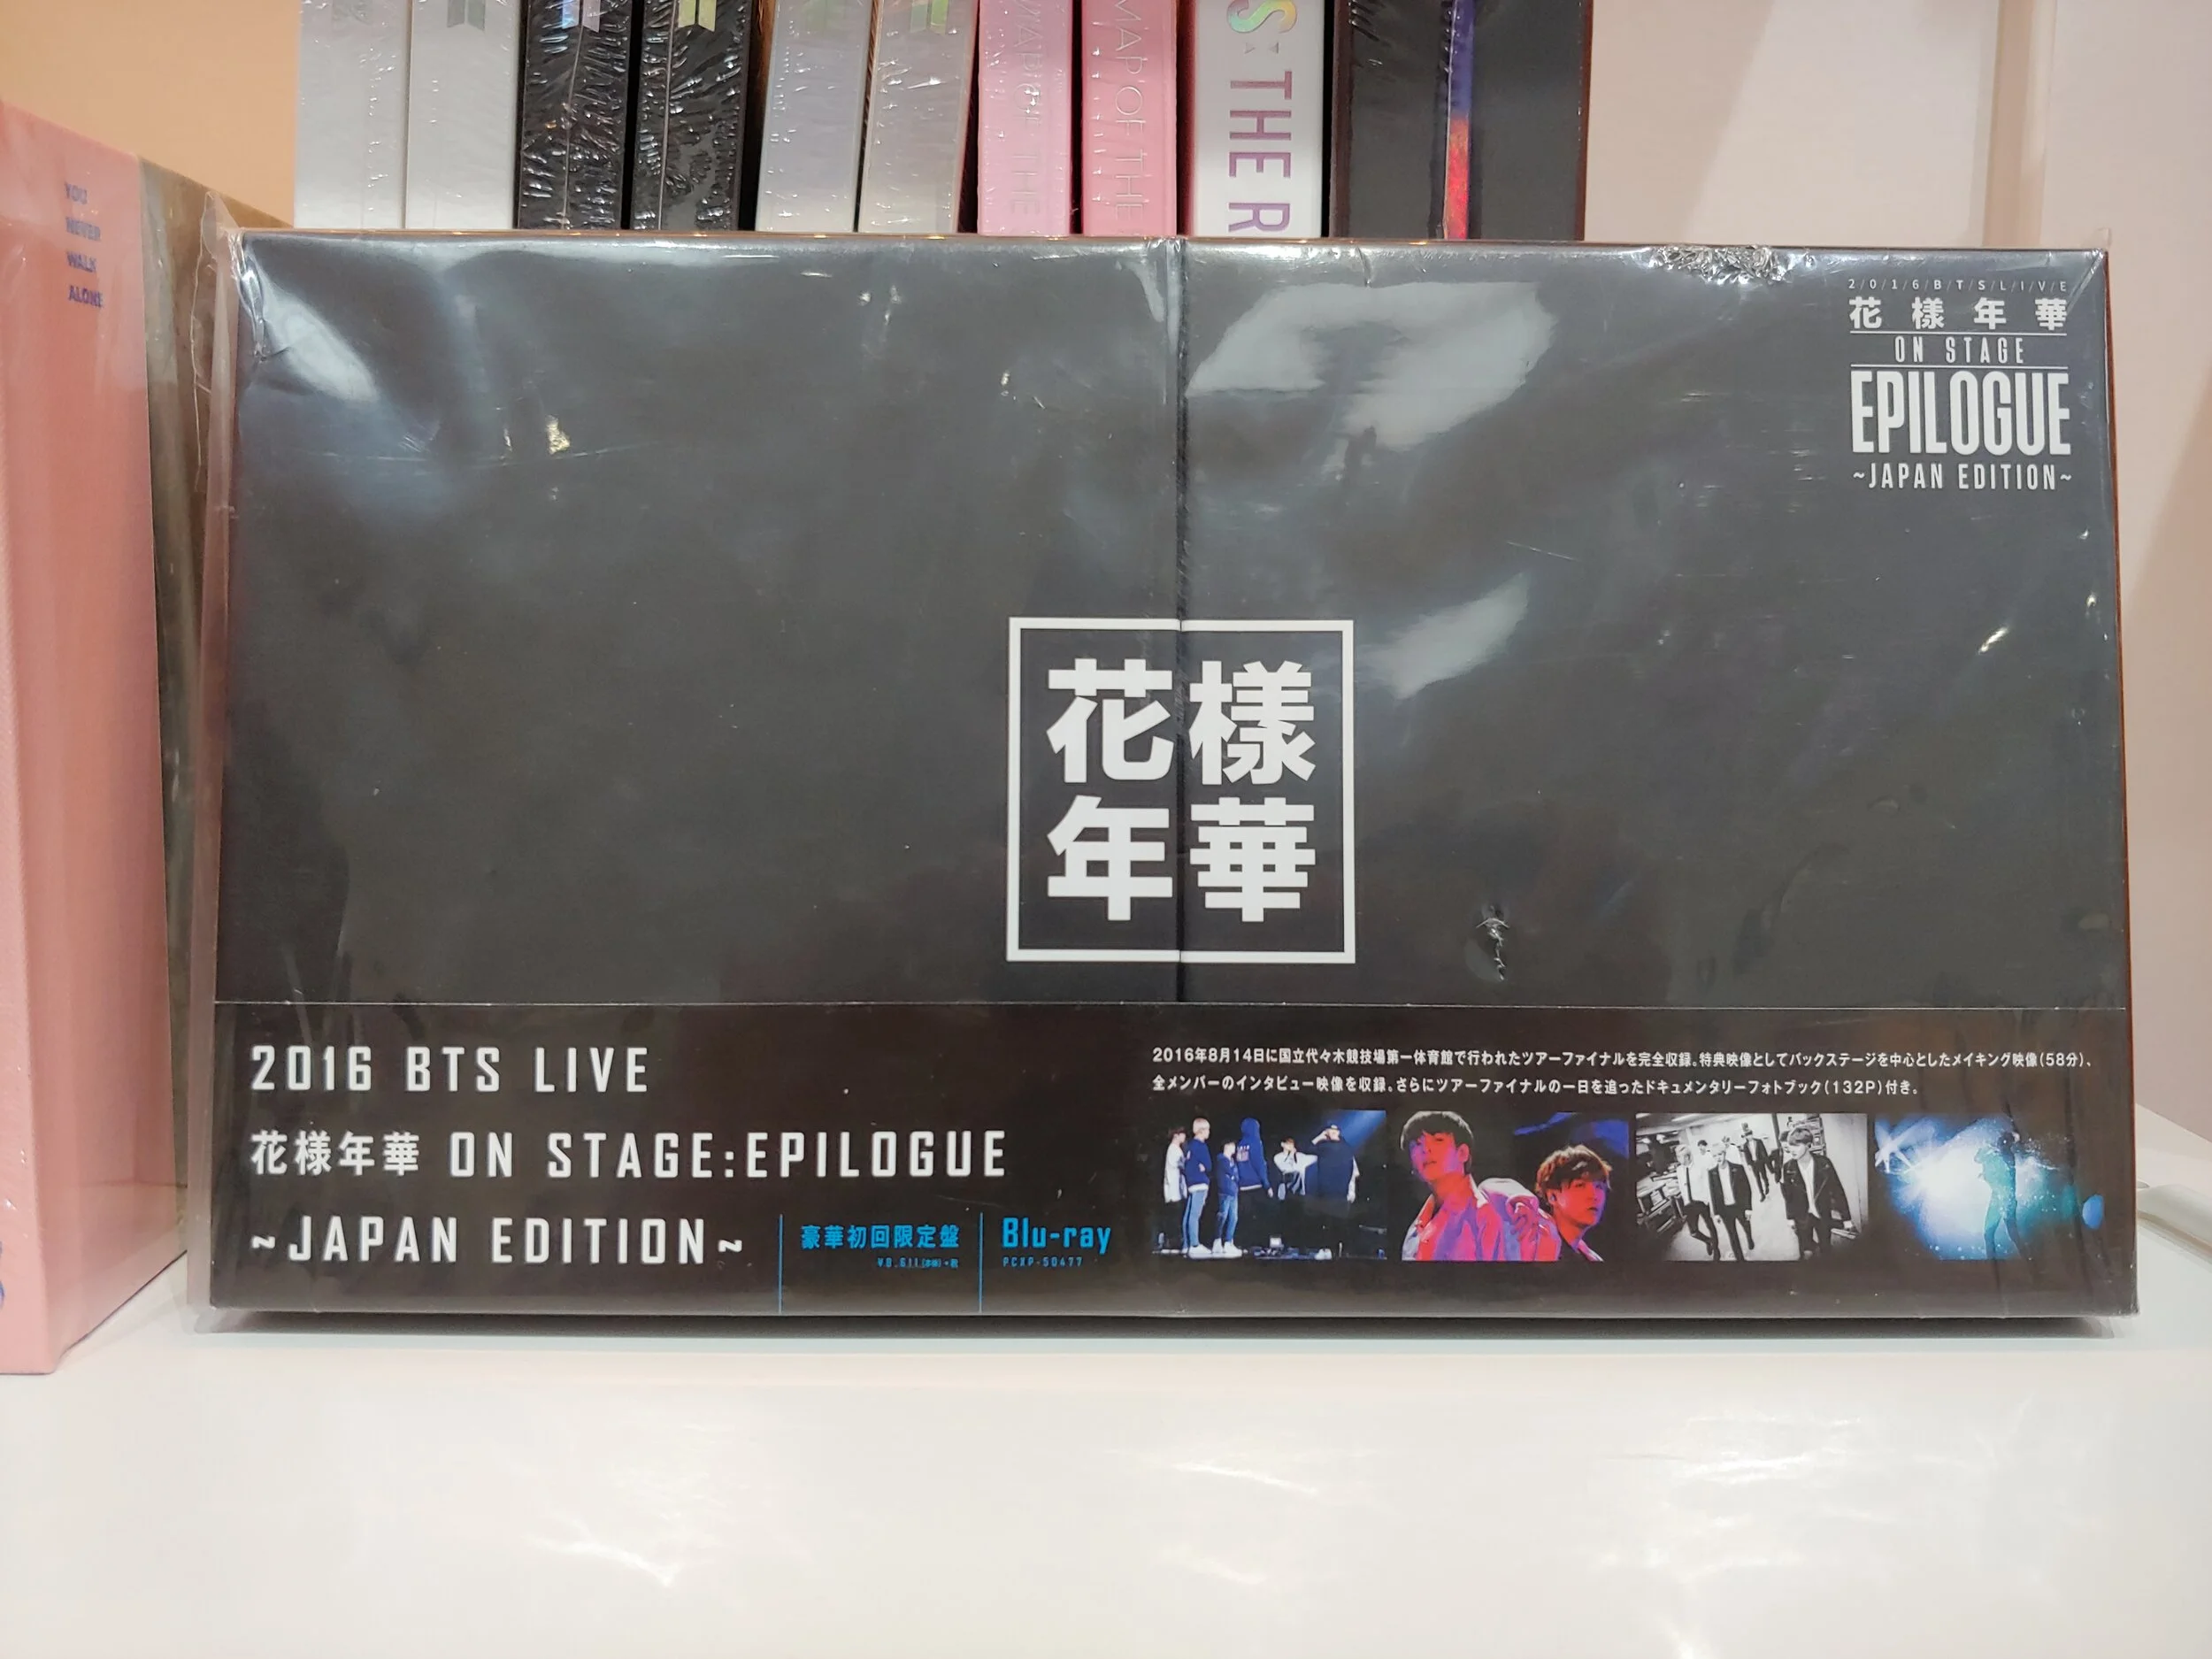 YOU
NEVER
WALK
ALONE
MAP OF THE
MAP OF THE
S: THE R
2/0/1/6/B/T/S/L/I/V/E
花樣年華
ON STAGE
EPILOGUE
~JAPAN EDITION~
花樣
年華
2016 BTS LIVE
花様年華 ON STAGE:EPILOGUE
~JAPAN EDITION~
豪華初回限定盤
Blu-ray
PCXP-50477
2016年8月14日に国立代々木競技場第一体育館で行われたツアーファイナルを完全収録。特典映像としてバックステージを中心としたメイキング映像(58分)、
全メンバーのインタビュー映像を収録。さらにツアーファイナルの一日を追ったドキュメンタリーフォトブック(132P)付き。